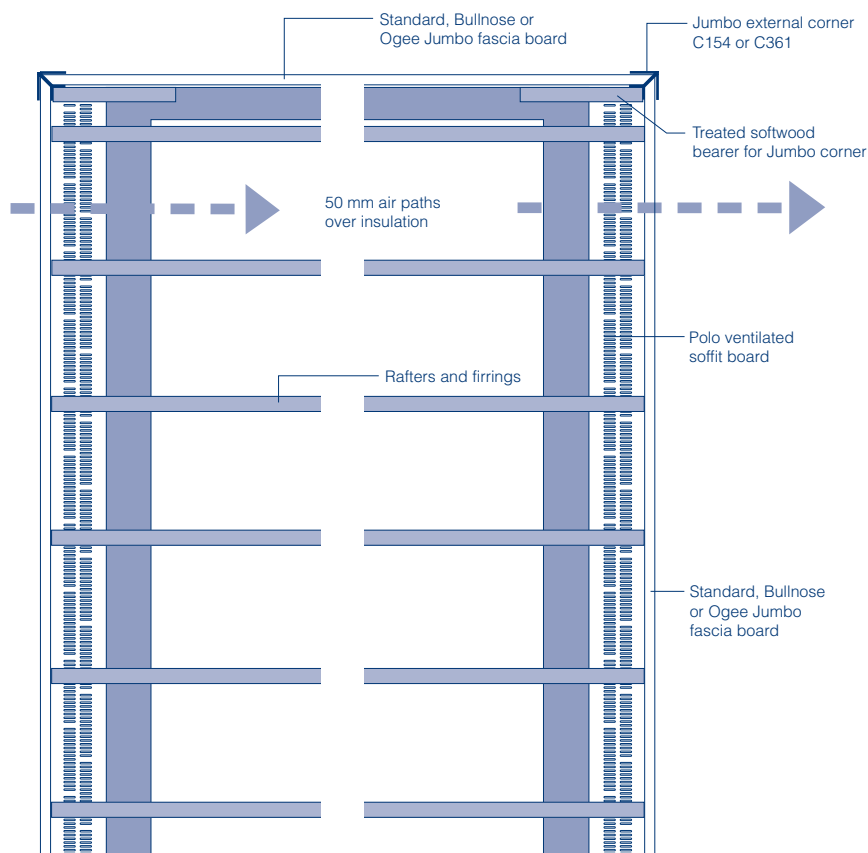 Standard, Bullnose or
Ogee Jumbo fascia board
Jumbo external corner
C154 or C361
Treated softwood
bearer for Jumbo corner
50 mm air paths
over insulation
Polo ventilated
soffit board
Rafters and firrings
Standard, Bullnose
or Ogee Jumbo
fascia board